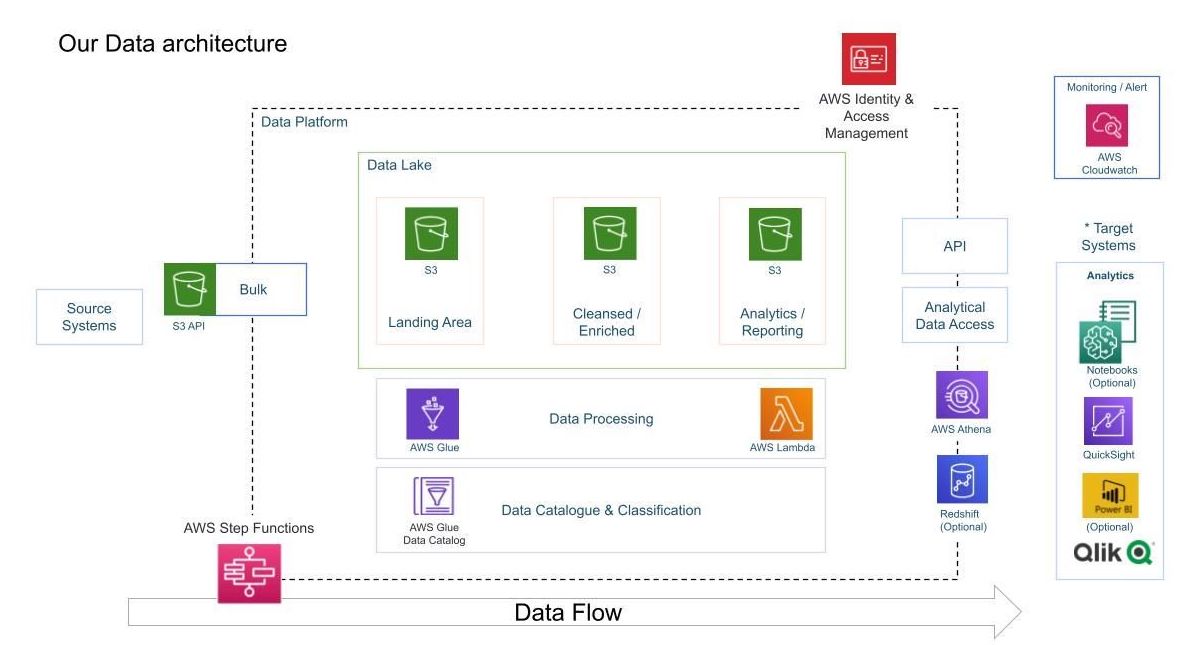 Our Data architecture
AWS Identity &
Access
Management
Monitoring / Alert
AWS
Cloudwatch
Data Platform
Data Lake
S3
Landing Area
S3
Cleansed /
Enriched
S3
Analytics /
Reporting
Source
Systems
S3 API
Bulk
API
Analytical
Data Access
AWS Glue
Data Processing
AWS Lambda
AWS Athena
AWS Glue
Data Catalog
Data Catalogue & Classification
Redshift
(Optional)
* Target
Systems
Analytics
Notebooks
(Optional)
QuickSight
Power BI
(Optional)
Qlik
AWS Step Functions
Data Flow